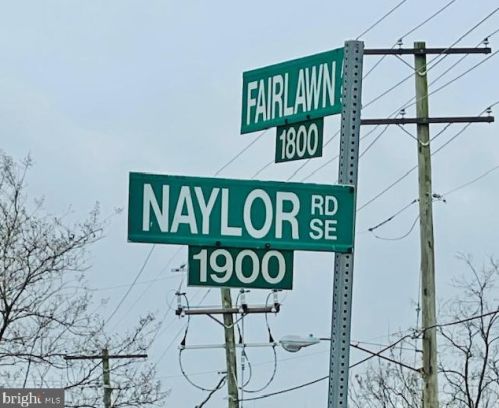 FAIRLAWN
1800
NAYLOR RD SE
1900
bright MLS